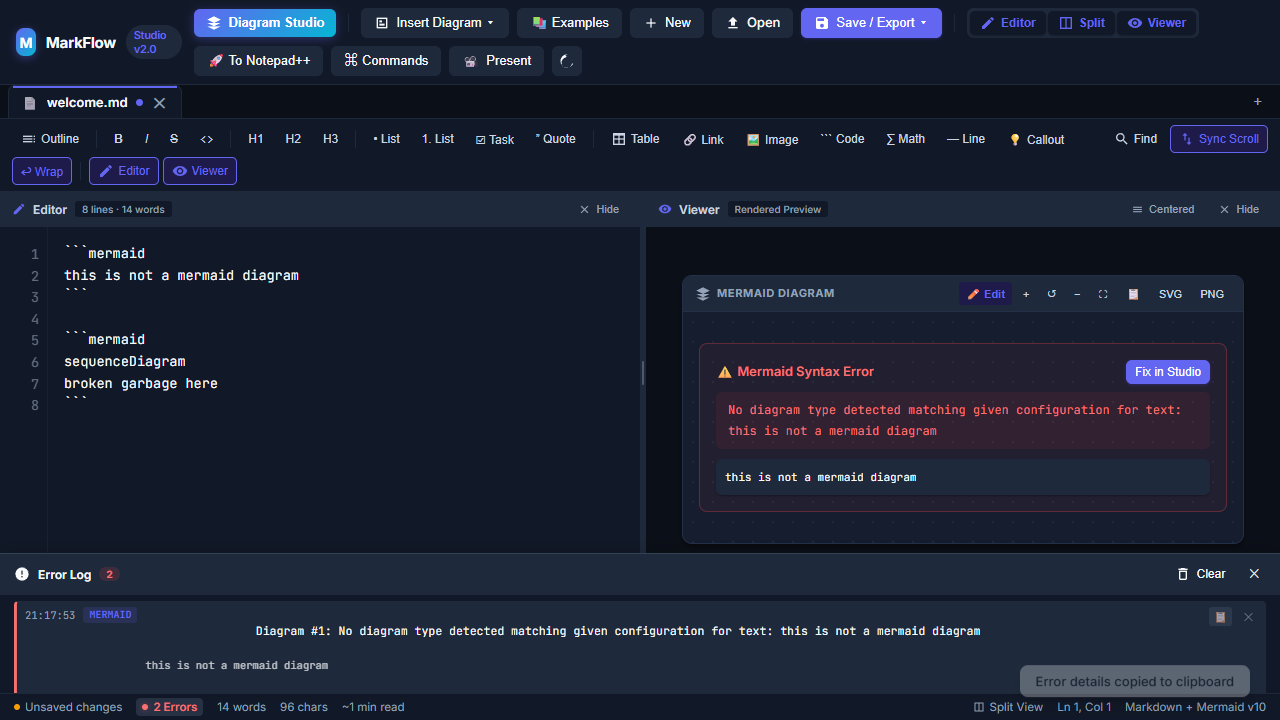 M MarkFlow Studio v2.0
Diagram Studio Insert Diagram Examples New Open Save / Export Editor Split Viewer
To Notepad++ Commands Present
welcome.md +
Outline B I S <> H1 H2 H3 • List 1. List ☑ Task " Quote Table Link Image ``` Code ∑ Math — Line Callout Find Sync Scroll
↩ Wrap Editor Viewer
Editor 8 lines · 14 words Hide
1 ```mermaid
2 this is not a mermaid diagram
3 ```
4
5 ```mermaid
6 sequenceDiagram
7 broken garbage here
8 ```
Viewer Rendered Preview Centered Hide
MERMAID DIAGRAM Edit + ↺ − ⛶ SVG PNG
Mermaid Syntax Error Fix in Studio
No diagram type detected matching given configuration for text:
this is not a mermaid diagram
this is not a mermaid diagram
Error Log 2 Clear
21:17:53 MERMAID
Diagram #1: No diagram type detected matching given configuration for text: this is not a mermaid diagram
this is not a mermaid diagram
Error details copied to clipboard
Unsaved changes 2 Errors 14 words 96 chars ~1 min read Split View Ln 1, Col 1 Markdown + Mermaid v10